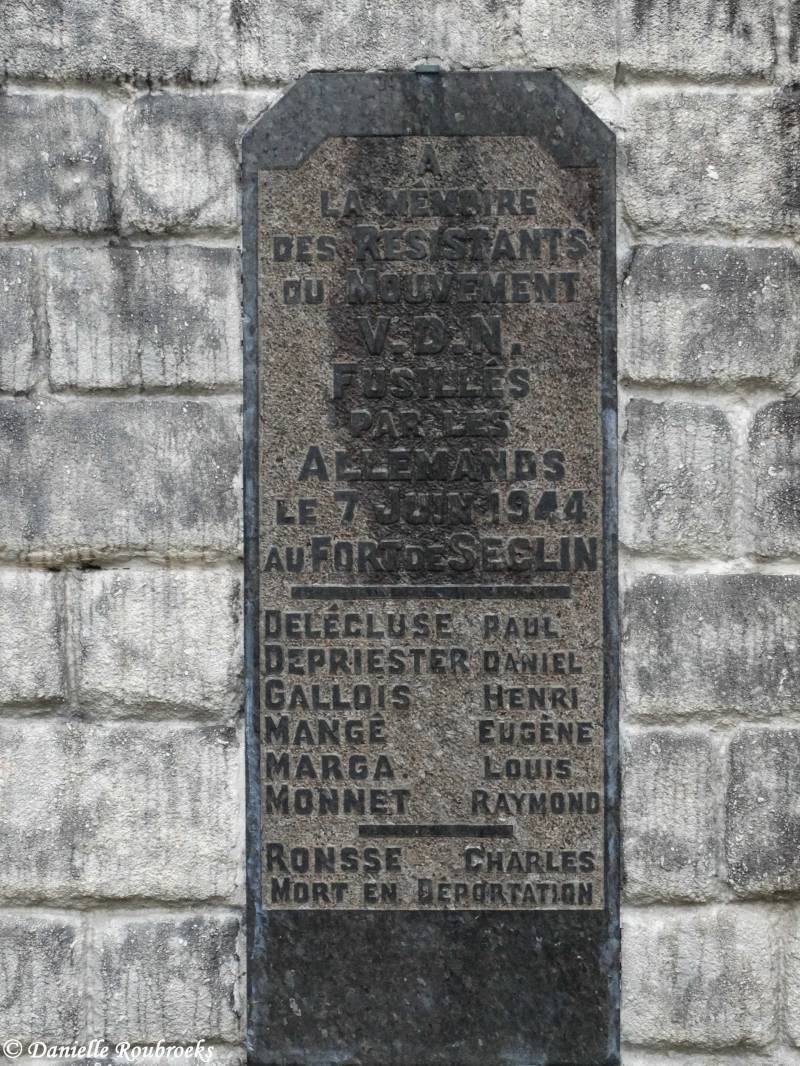 A
LA MÉMOIRE
DES RÉSISTANTS
DU MOUVEMENT
V.D.N.
FUSILLÉS
PAR LES
ALLEMANDS
LE 7 JUIN 1944
AU FORT DE SECLIN
DELÉCLUSE PAUL
DEPRIESTER DANIEL
GALLOIS HENRI
MANGÉ EUGÈNE
MARGA. LOUIS
MONNET RAYMOND
RONSSE CHARLES
MORT EN DÉPORTATION
© Danielle Roubroeks